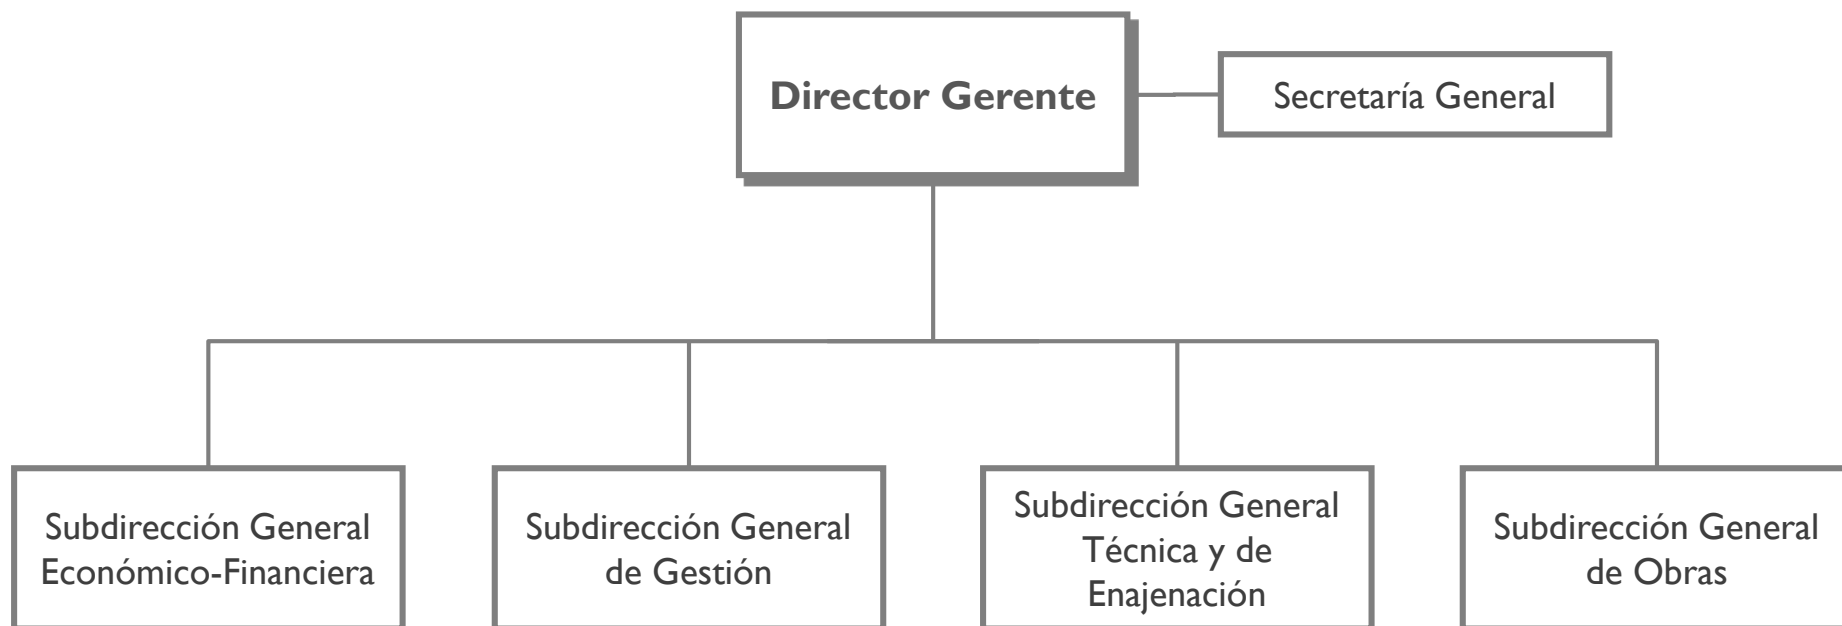 Director Gerente
Secretaría General
Subdirección General
Económico-Financiera
Subdirección General
de Gestión
Subdirección General
Técnica y de
Enajenación
Subdirección General
de Obras